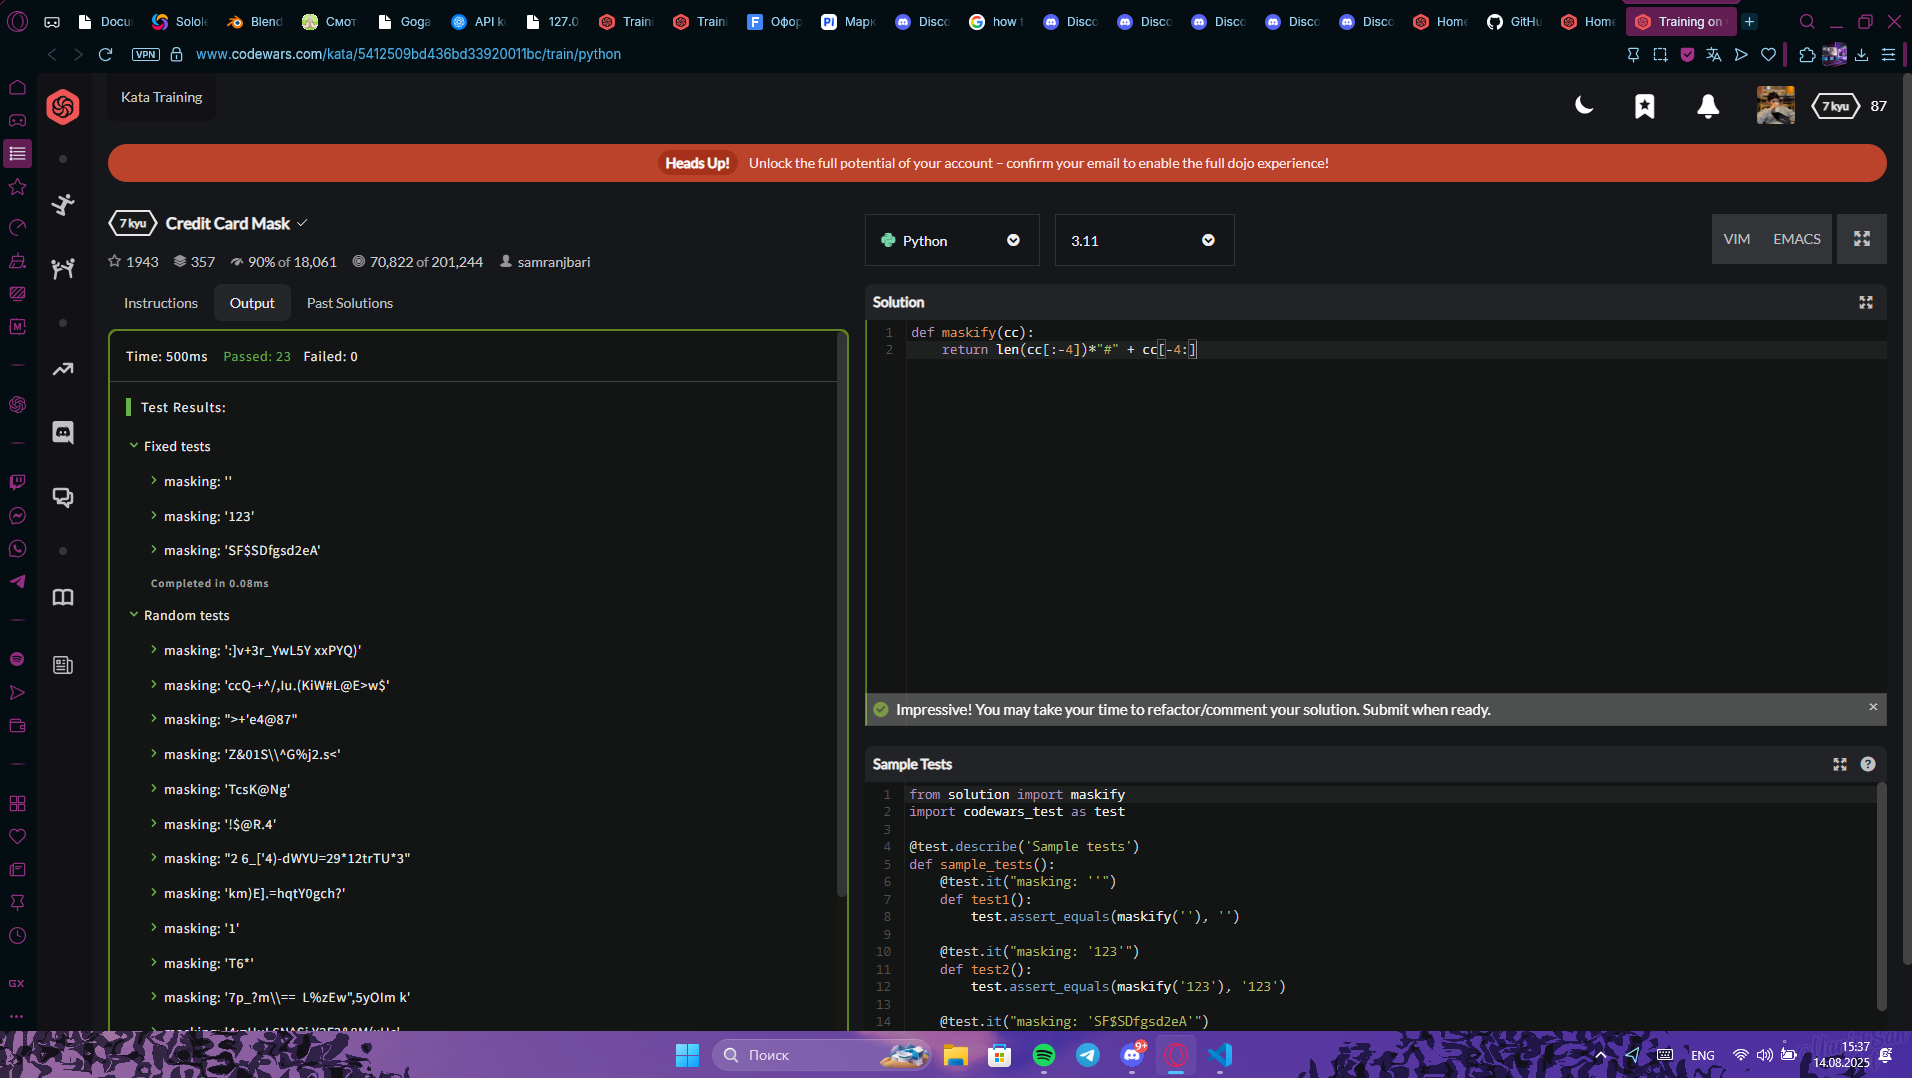 Docu
Solole
Blend
Смот
Goga
API ke
127.0
Traini
Traini
Офор
Марк
Disco
how t
Disco
Disco
Disco
Disco
Disco
Home
GitHu
Home
Training on
VPN
www.codewars.com/kata/5412509bd436bd33920011bc/train/python
Kata Training
7 kyu 87
Heads Up! Unlock the full potential of your account – confirm your email to enable the full dojo experience!
7 kyu Credit Card Mask
1943 357 90% of 18,061 70,822 of 201,244 samranjbari
Instructions Output Past Solutions
Time: 500ms Passed: 23 Failed: 0
Test Results:
Fixed tests
masking: ''
masking: '123'
masking: 'SF$SDfgsd2eA'
Completed in 0.08ms
Random tests
masking: ':]v+3r_YwL5Y xxPYQ)'
masking: 'ccQ-+^/,Iu.(KiW#L@E>w$'
masking: ">+'e4@87"
masking: 'Z&01S\\^G%j2.s<'
masking: 'TcsK@Ng'
masking: '!$@R.4'
masking: "2 6_['4)-dWYU=29*12trTU*3"
masking: 'km)E].=hqtY0gch?'
masking: '1'
masking: 'T6*'
masking: '7p_?m\\== L%zEw",5yOIm k'
Python
3.11
VIM EMACS
Solution
1 def maskify(cc):
2 return len(cc[:-4])*"#" + cc[-4:]
Impressive! You may take your time to refactor/comment your solution. Submit when ready.
Sample Tests
1 from solution import maskify
2 import codewars_test as test
3
4 @test.describe('Sample tests')
5 def sample_tests():
6 @test.it("masking: ''")
7 def test1():
8 test.assert_equals(maskify(''), '')
9
10 @test.it("masking: '123'")
11 def test2():
12 test.assert_equals(maskify('123'), '123')
13
14 @test.it("masking: 'SF$SDfgsd2eA'")
GX
Поиск
9+
ENG
15:37
14.08.2025